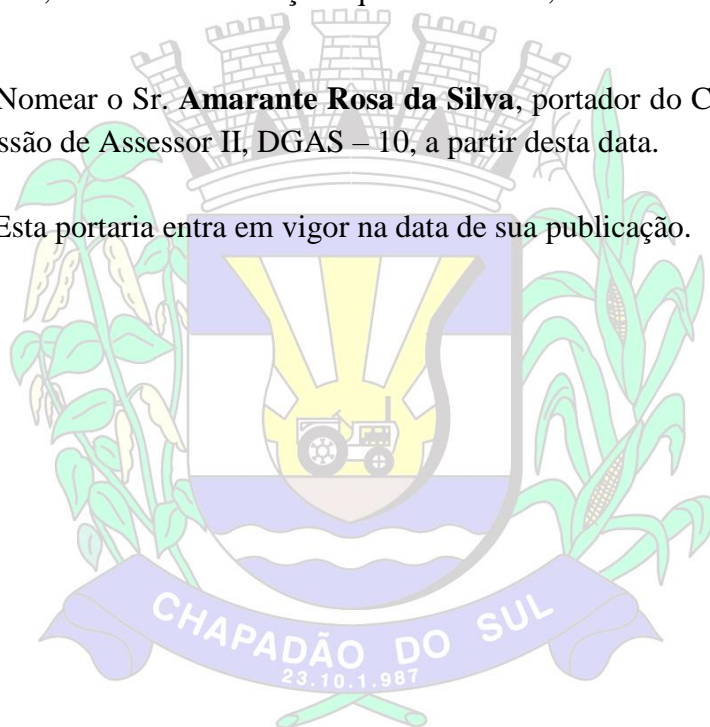 Nomear o Sr. Amarante Rosa da Silva, portador do C
ssão de Assessor II, DGAS – 10, a partir desta data.
Esta portaria entra em vigor na data de sua publicação.
CHAPADÃO DO SUL
23.10.1.987